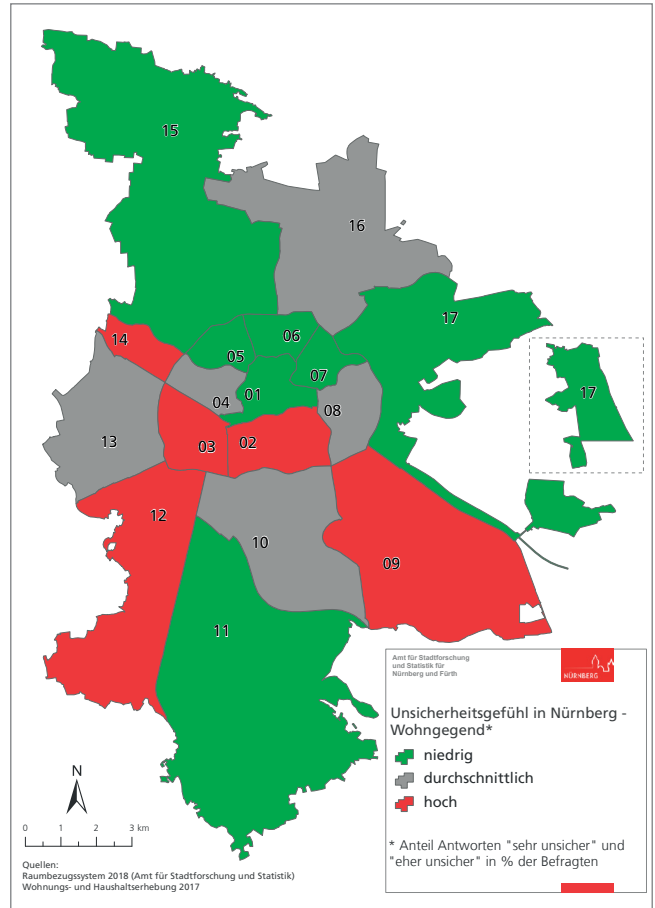 15
16
17
14
06
05
07
17
01
04
08
13
03
02
12
10
09
11
Amt für Stadtforschung
und Statistik für
Nürnberg und Fürth
NÜRNBERG
Unsicherheitsgefühl in Nürnberg -
Wohngegend*
niedrig
durchschnittlich
hoch
* Anteil Antworten "sehr unsicher" und
"eher unsicher" in % der Befragten
N
0 1 2 3 km
Quellen:
Raumbezugssystem 2018 (Amt für Stadtforschung und Statistik)
Wohnungs- und Haushaltserhebung 2017